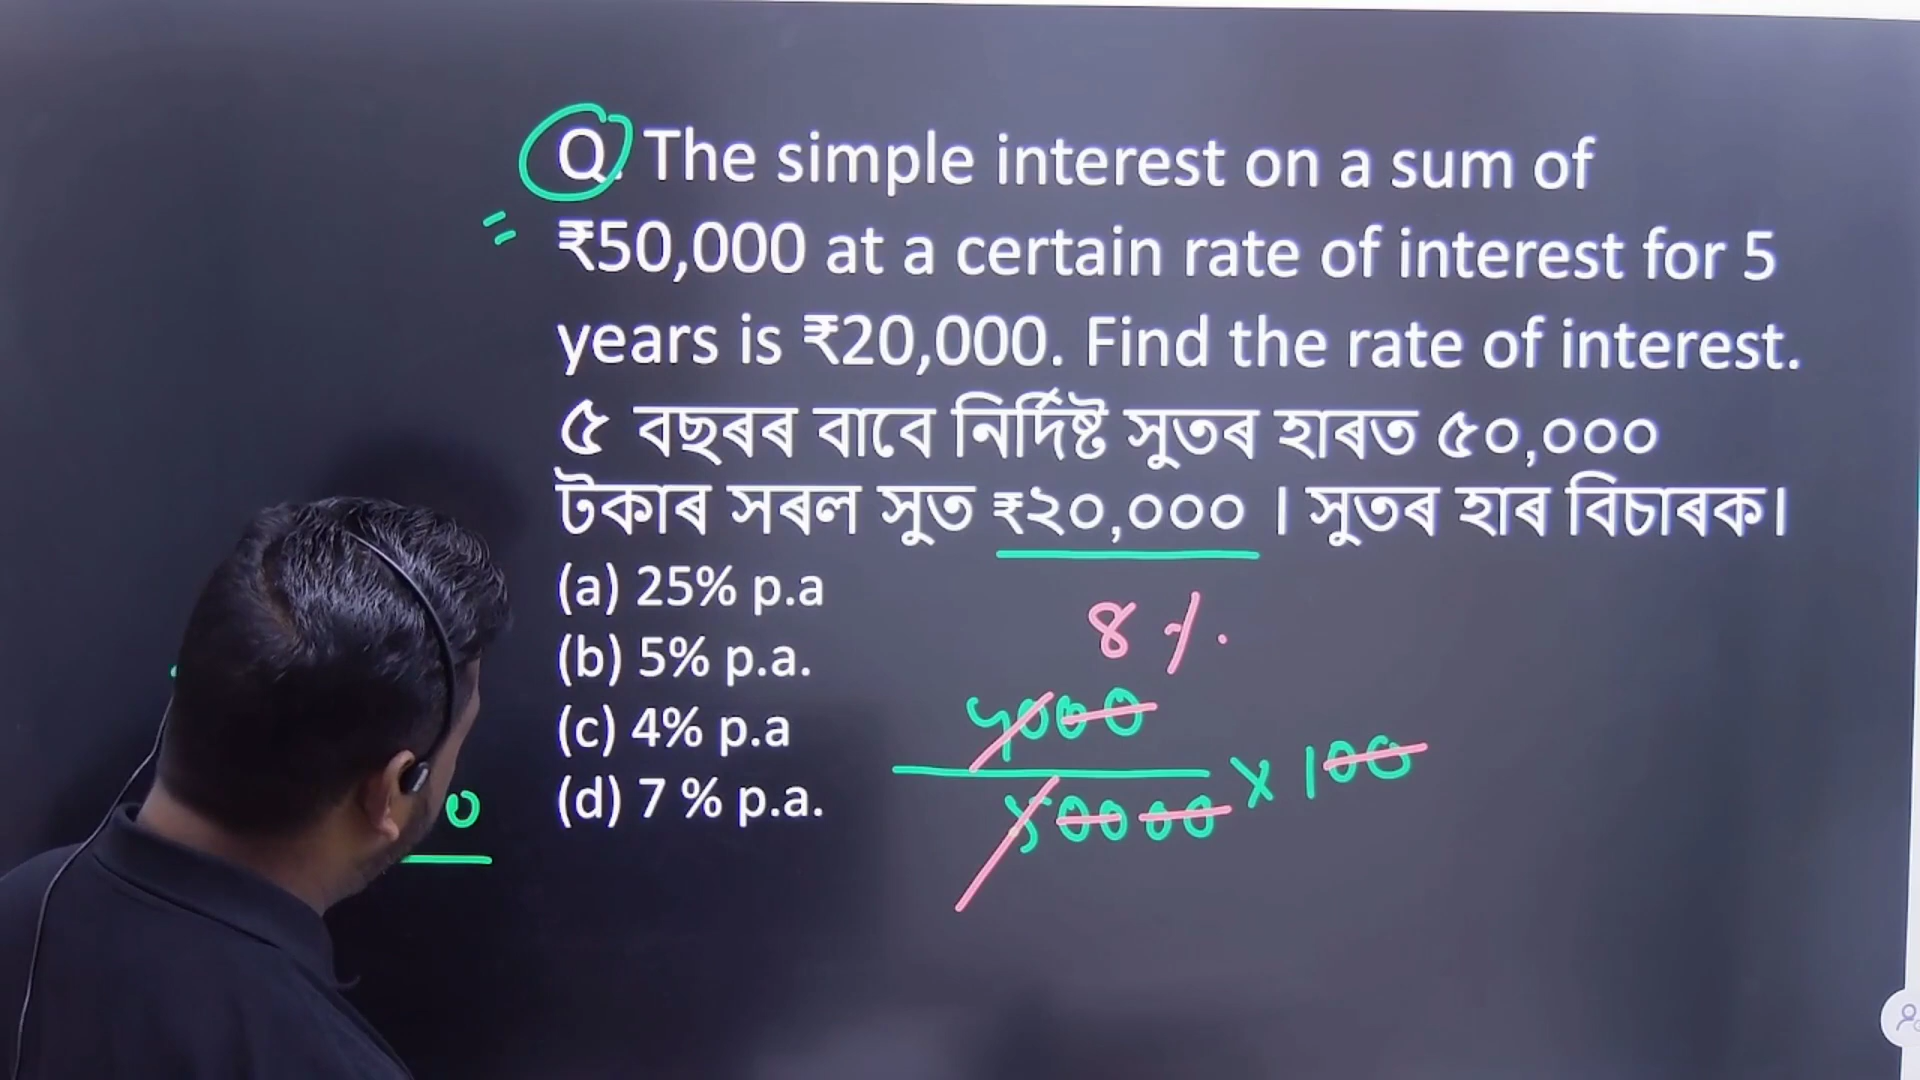 Q. The simple interest on a sum of
₹50,000 at a certain rate of interest for 5
years is ₹20,000. Find the rate of interest.
৫ বছৰৰ বাবে নিৰ্দিষ্ট সুতৰ হাৰত ৫০,০০০
টকাৰ সৰল সুত ₹২০,০০০ । সুতৰ হাৰ বিচাৰক।
(a) 25% p.a
(b) 5% p.a.
(c) 4% p.a
(d) 7 % p.a.
8 %.
4000
50000 × 100
0